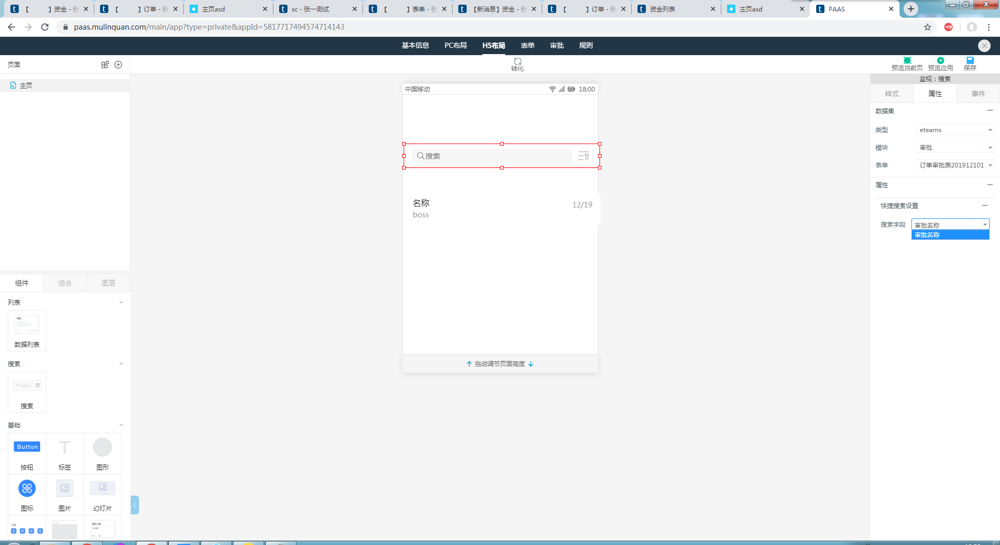 【 】资金 - 张
【 】订单 - 张
主页asd
sc - 张一测试
【 】表单 - 张
【新消息】资金 - 张
【 】订单 - 张
资金列表
主页asd
PAAS
paas.mulinquan.com/main/app?type=private&appId=5817717494574714143
基本信息 PC布局 H5布局 表单 审批 规则
页面
转化
预览当前页 预览应用 保存
主页
监视：搜索
中国移动 18:00
样式 属性 事件
数据集
类型 eteams
模块 审批
搜索
表单 订单审批表201912101
属性
名称 12/19
boss
快捷搜索设置
搜索字段 审批名称
审批名称
组件 组合 图层
列表
列表
数据列表
拖动调节页面高度
搜索
search
搜索
基础
Button T
按钮 标签 图形
图标 图片 幻灯片